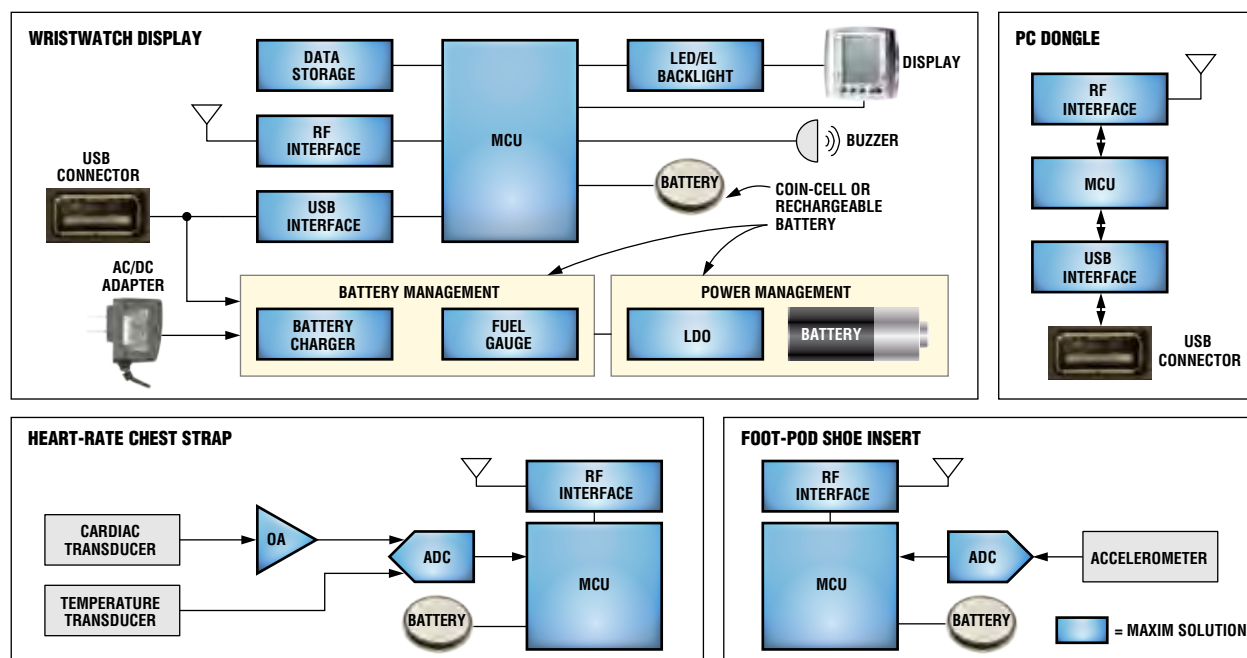 WRISTWATCH DISPLAY
DATA
STORAGE
MCU
LED/EL
BACKLIGHT
DISPLAY
RF
INTERFACE
BUZZER
USB
CONNECTOR
USB
INTERFACE
BATTERY
COIN-CELL OR
RECHARGEABLE
BATTERY
AC/DC
ADAPTER
BATTERY MANAGEMENT
BATTERY
CHARGER
FUEL
GAUGE
POWER MANAGEMENT
LDO
BATTERY
PC DONGLE
RF
INTERFACE
MCU
USB
INTERFACE
USB
CONNECTOR
HEART-RATE CHEST STRAP
RF
INTERFACE
CARDIAC
TRANSDUCER
OA
ADC
MCU
TEMPERATURE
TRANSDUCER
BATTERY
FOOT-POD SHOE INSERT
RF
INTERFACE
MCU
ADC
ACCELEROMETER
BATTERY
= MAXIM SOLUTION